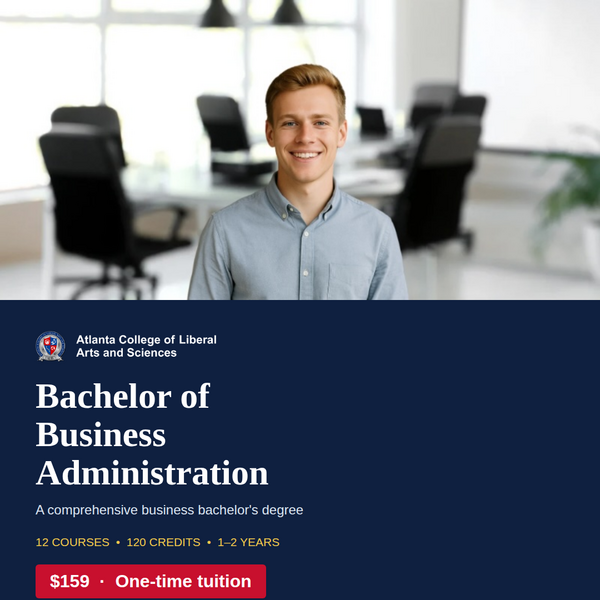 Atlanta College of Liberal
Arts and Sciences
Bachelor of
Business
Administration
A comprehensive business bachelor's degree
12 COURSES • 120 CREDITS • 1–2 YEARS
$159 · One-time tuition